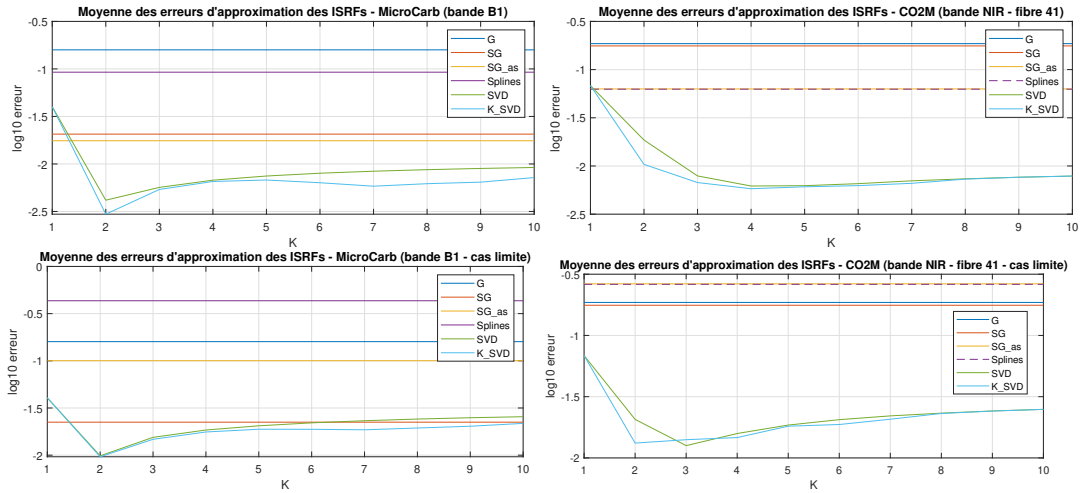 Moyenne des erreurs d'approximation des ISRFs - MicroCarb (bande B1)
-0.5
-1
-1.5
-2
-2.5
log10 erreur
1 2 3 4 5 6 7 8 9 10
K
G
SG
SG_as
Splines
SVD
K_SVD
Moyenne des erreurs d'approximation des ISRFs - CO2M (bande NIR - fibre 41)
-0.5
-1
-1.5
-2
-2.5
log10 erreur
1 2 3 4 5 6 7 8 9 10
K
G
SG
SG_as
Splines
SVD
K_SVD
Moyenne des erreurs d'approximation des ISRFs - MicroCarb (bande B1 - cas limite)
0
-0.5
-1
-1.5
-2
log10 erreur
1 2 3 4 5 6 7 8 9 10
K
G
SG
SG_as
Splines
SVD
K_SVD
Moyenne des erreurs d'approximation des ISRFs - CO2M (bande NIR - fibre 41 - cas limite)
-0.5
-1
-1.5
-2
log10 erreur
1 2 3 4 5 6 7 8 9 10
K
G
SG
SG_as
Splines
SVD
K_SVD